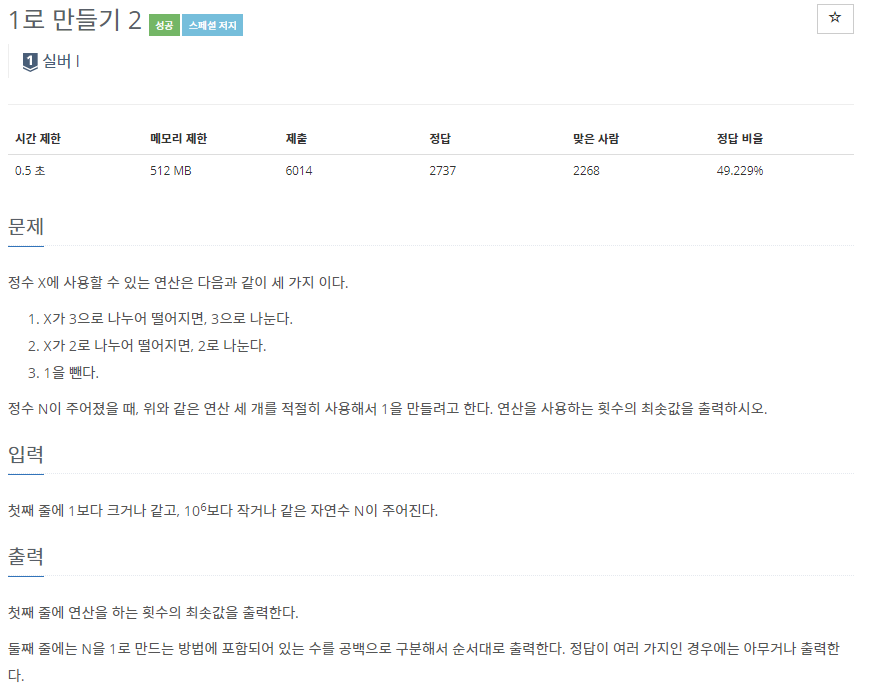 1로 만들기 2 성공 스페셜 저지
☆
1 실버 I
시간 제한 메모리 제한 제출 정답 맞은 사람 정답 비율
0.5 초 512 MB 6014 2737 2268 49.229%
문제
정수 X에 사용할 수 있는 연산은 다음과 같이 세 가지 이다.
1. X가 3으로 나누어 떨어지면, 3으로 나눈다.
2. X가 2로 나누어 떨어지면, 2로 나눈다.
3. 1을 뺀다.
정수 N이 주어졌을 때, 위와 같은 연산 세 개를 적절히 사용해서 1을 만들려고 한다. 연산을 사용하는 횟수의 최솟값을 출력하시오.
입력
첫째 줄에 1보다 크거나 같고, 10⁶보다 작거나 같은 자연수 N이 주어진다.
출력
첫째 줄에 연산을 하는 횟수의 최솟값을 출력한다.
둘째 줄에는 N을 1로 만드는 방법에 포함되어 있는 수를 공백으로 구분해서 순서대로 출력한다. 정답이 여러 가지인 경우에는 아무거나 출력한
다.